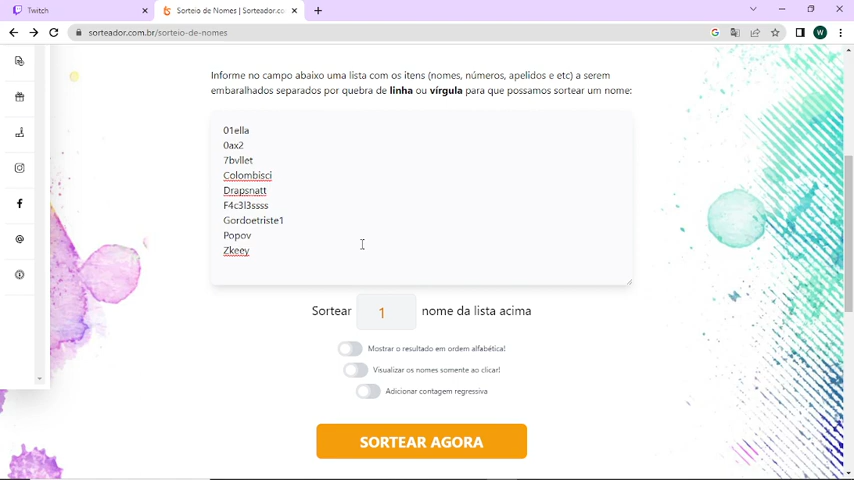 Twitch
Sorteio de Nomes | Sorteador.co
sorteador.com.br/sorteio-de-nomes
W
Informe no campo abaixo uma lista com os itens (nomes, números, apelidos e etc) a serem
embaralhados separados por quebra de linha ou vírgula para que possamos sortear um nome:
01ella
0ax2
7bvllet
Colombisci
Drapsnatt
F4c3l3ssss
Gordoetriste1
Popov
Zkeey
Sortear 1 nome da lista acima
Mostrar o resultado em ordem alfabética!
Visualizar os nomes somente ao clicar!
Adicionar contagem regressiva
SORTEAR AGORA